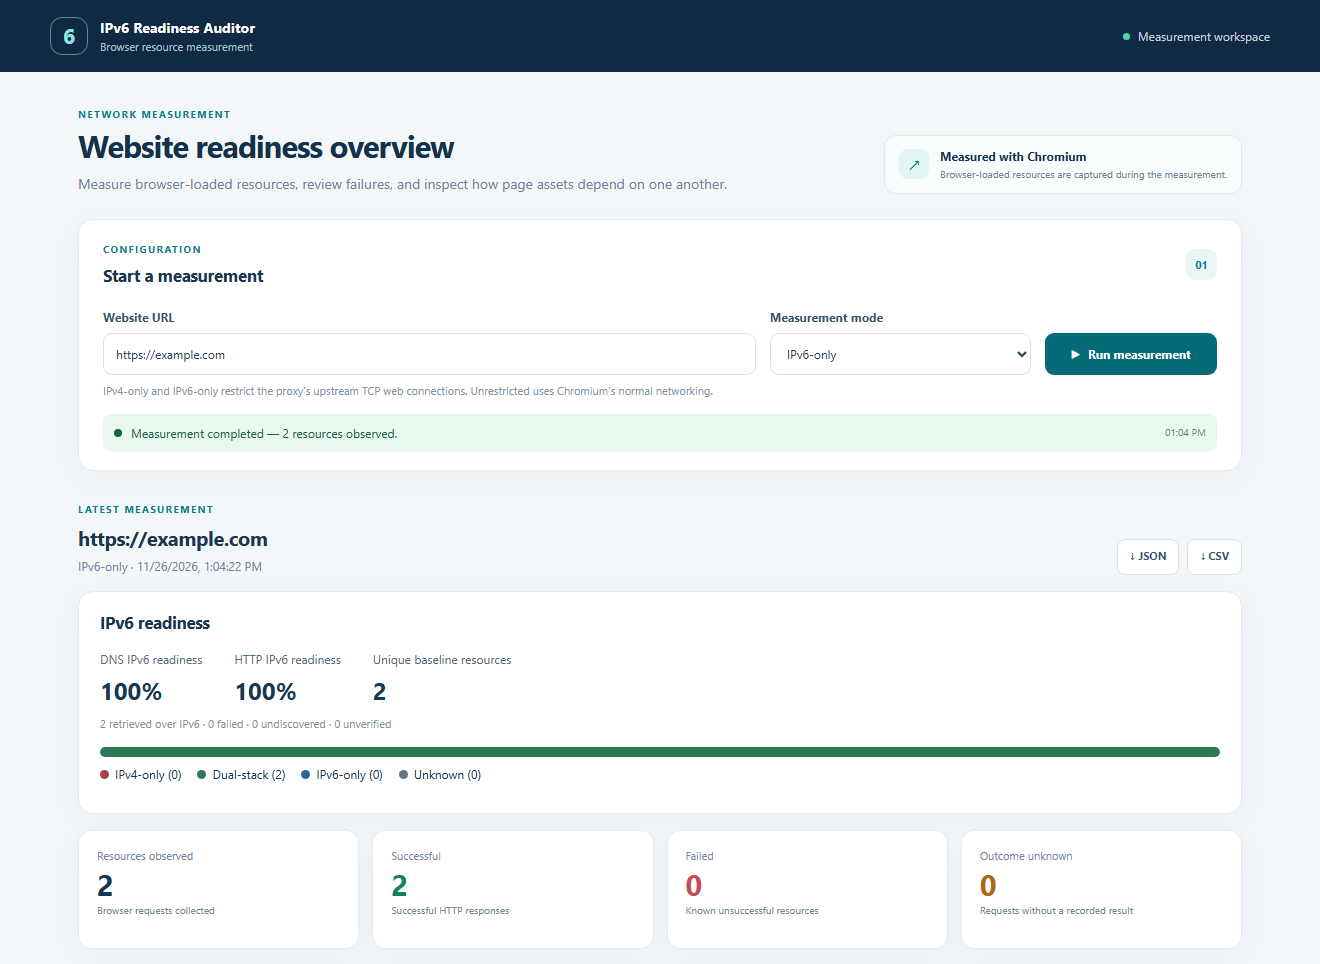 6
IPv6 Readiness Auditor
Browser resource measurement
Measurement workspace
NETWORK MEASUREMENT
Website readiness overview
Measure browser-loaded resources, review failures, and inspect how page assets depend on one another.
↗
Measured with Chromium
Browser-loaded resources are captured during the measurement.
CONFIGURATION
Start a measurement
01
Website URL
Measurement mode
https://example.com
IPv6-only
▶ Run measurement
IPv4-only and IPv6-only restrict the proxy's upstream TCP web connections. Unrestricted uses Chromium's normal networking.
Measurement completed — 2 resources observed.
01:04 PM
LATEST MEASUREMENT
https://example.com
IPv6-only · 11/26/2026, 1:04:22 PM
↓ JSON
↓ CSV
IPv6 readiness
DNS IPv6 readiness
HTTP IPv6 readiness
Unique baseline resources
100%
100%
2
2 retrieved over IPv6 · 0 failed · 0 undiscovered · 0 unverified
IPv4-only (0)
Dual-stack (2)
IPv6-only (0)
Unknown (0)
Resources observed
2
Browser requests collected
Successful
2
Successful HTTP responses
Failed
0
Known unsuccessful resources
Outcome unknown
0
Requests without a recorded result